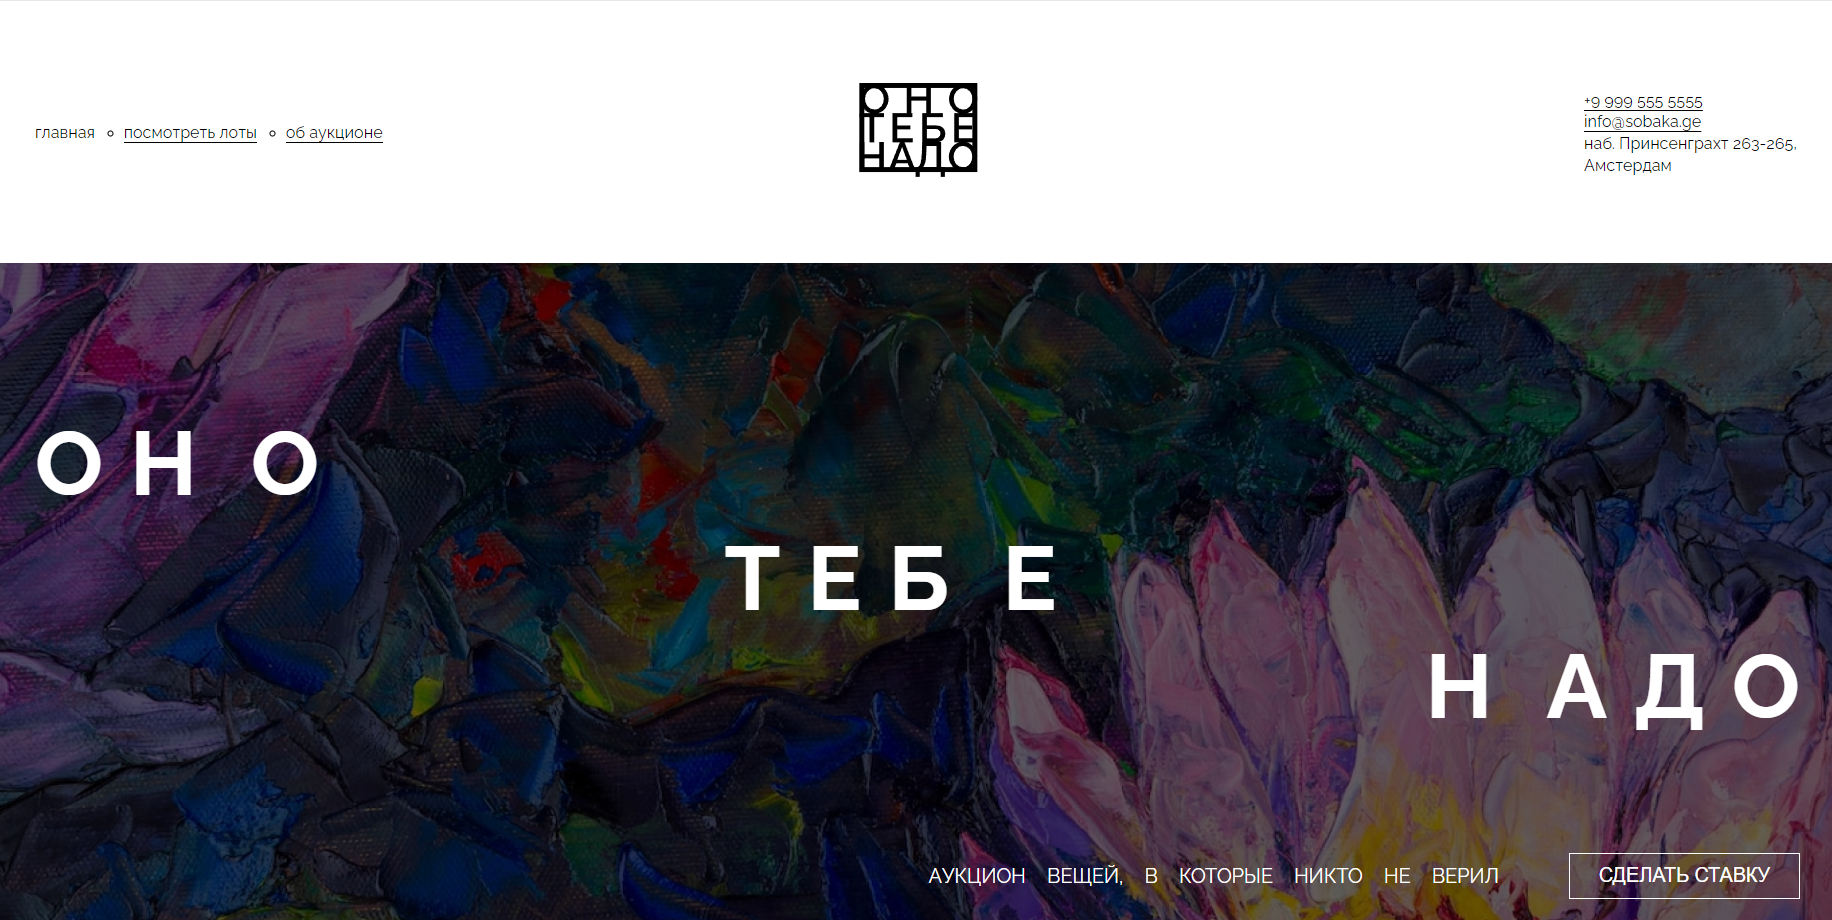 главная
посмотреть лоты
об аукционе
ОНО
ТЕБЕ
НАДО
+9 999 555 5555
info@sobaka.ge
наб. Принсенграхт 263-265,
Амстердам
ОНО
ТЕБЕ
НАДО
АУКЦИОН ВЕЩЕЙ, В КОТОРЫЕ НИКТО НЕ ВЕРИЛ
СДЕЛАТЬ СТАВКУ